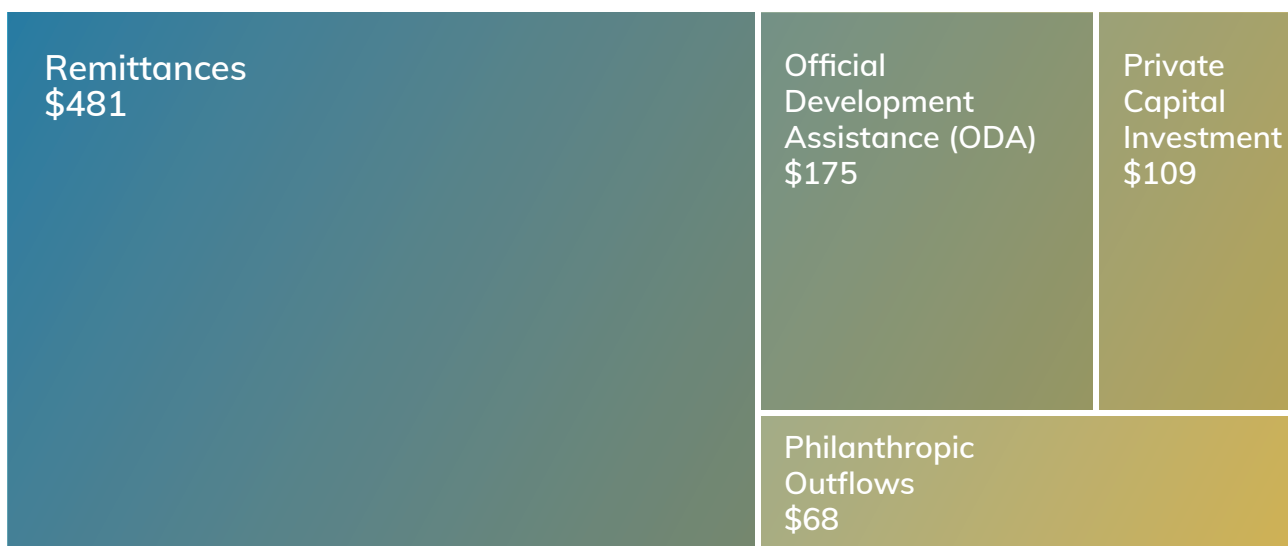 Remittances
$481
Official
Development
Assistance (ODA)
$175
Private
Capital
Investment
$109
Philanthropic
Outflows
$68